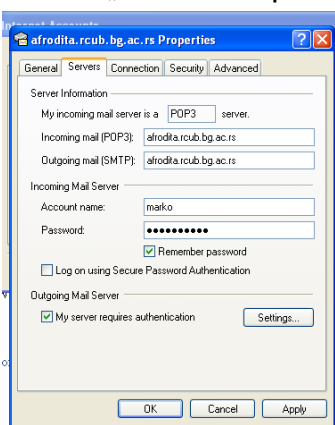 Internet Accounts
afrodita.rcub.bg.ac.rs Properties
General Servers Connection Security Advanced
Server Information
My incoming mail server is a POP3 server.
Incoming mail (POP3): afrodita.rcub.bg.ac.rs
Outgoing mail (SMTP): afrodita.rcub.bg.ac.rs
Incoming Mail Server
Account name: marko
Password: ●●●●●●●●●●
Remember password
Log on using Secure Password Authentication
Outgoing Mail Server
My server requires authentication Settings...
OK Cancel Apply